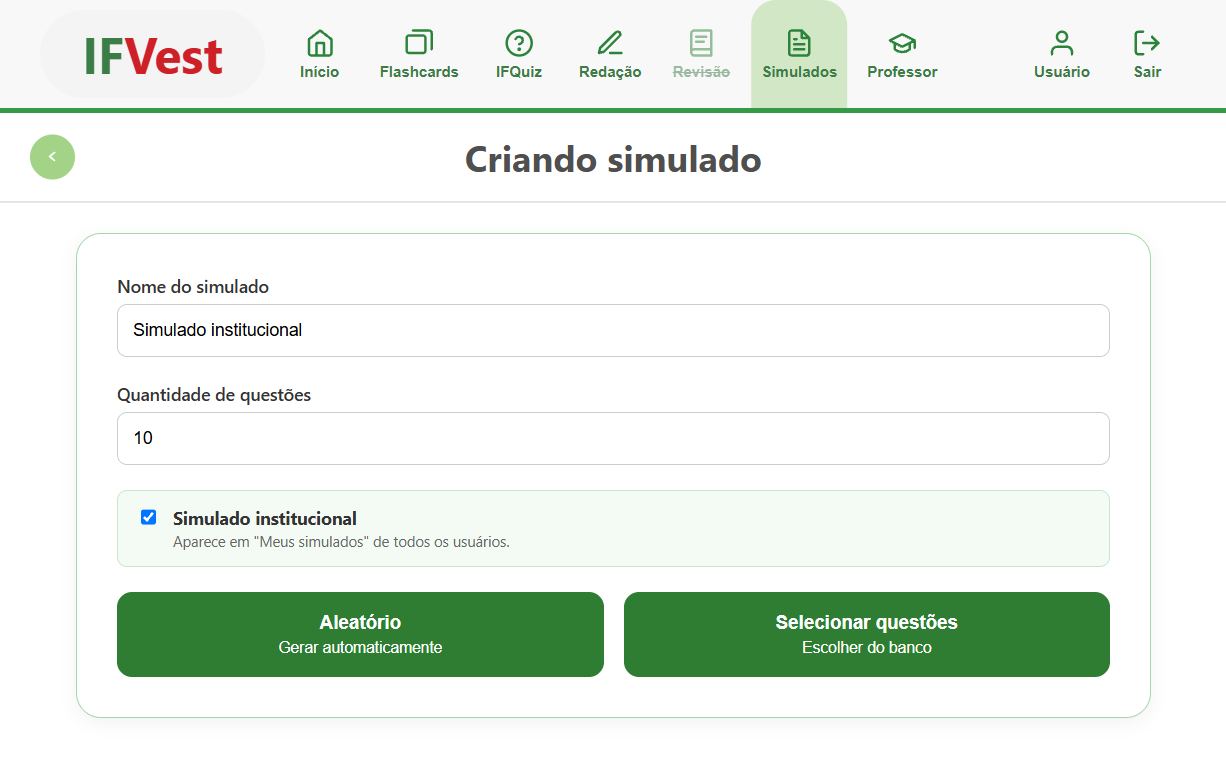 IFVest
Início
Flashcards
IFQuiz
Redação
Revisão
Simulados
Professor
Usuário
Sair
Criando simulado
Nome do simulado
Simulado institucional
Quantidade de questões
10
Simulado institucional
Aparece em "Meus simulados" de todos os usuários.
Aleatório
Gerar automaticamente
Selecionar questões
Escolher do banco